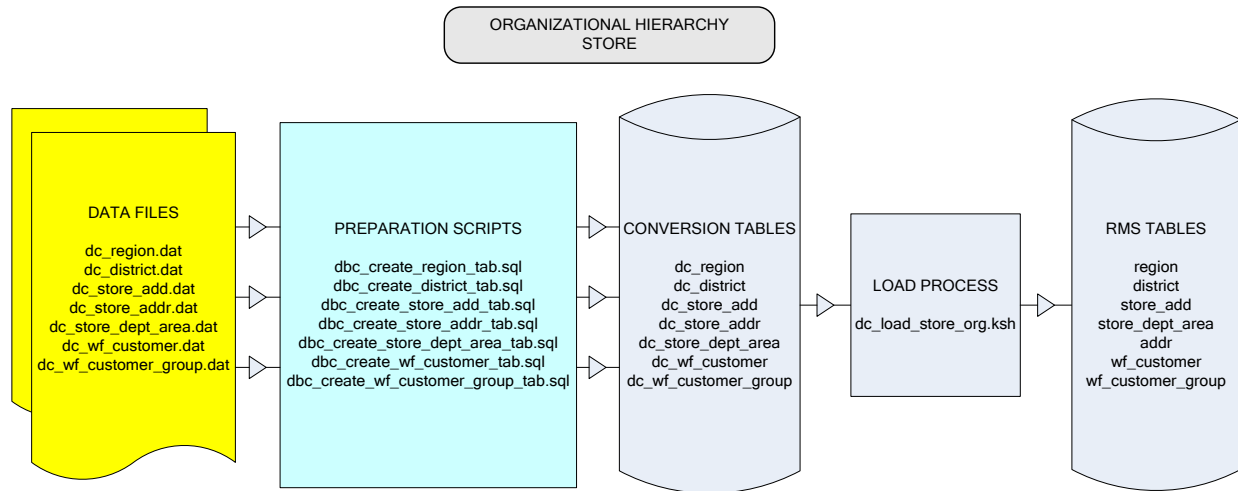 ORGANIZATIONAL HIERARCHY
STORE
DATA FILES
dc_region.dat
dc_district.dat
dc_store_add.dat
dc_store_addr.dat
dc_store_dept_area.dat
dc_wf_customer.dat
dc_wf_customer_group.dat
PREPARATION SCRIPTS
dbc_create_region_tab.sql
dbc_create_district_tab.sql
dbc_create_store_add_tab.sql
dbc_create_store_addr_tab.sql
dbc_create_store_dept_area_tab.sql
dbc_create_wf_customer_tab.sql
dbc_create_wf_customer_group_tab.sql
CONVERSION TABLES
dc_region
dc_district
dc_store_add
dc_store_addr
dc_store_dept_area
dc_wf_customer
dc_wf_customer_group
LOAD PROCESS
dc_load_store_org.ksh
RMS TABLES
region
district
store_add
store_dept_area
addr
wf_customer
wf_customer_group